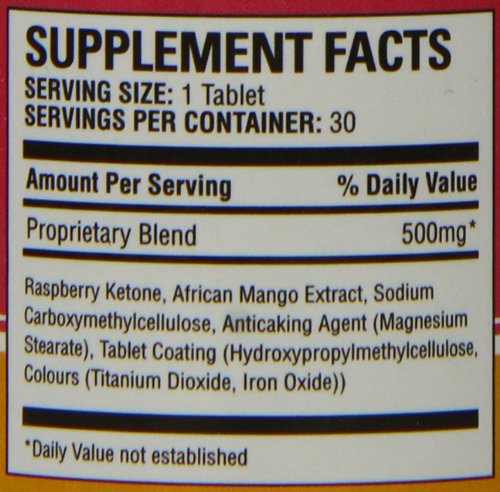 SUPPLEMENT FACTS
SERVING SIZE: 1 Tablet
SERVINGS PER CONTAINER: 30
Amount Per Serving % Daily Value
Proprietary Blend 500mg*
Raspberry Ketone, African Mango Extract, Sodium
Carboxymethylcellulose, Anticaking Agent (Magnesium
Stearate), Tablet Coating (Hydroxypropylmethylcellulose,
Colours (Titanium Dioxide, Iron Oxide))
*Daily Value not established